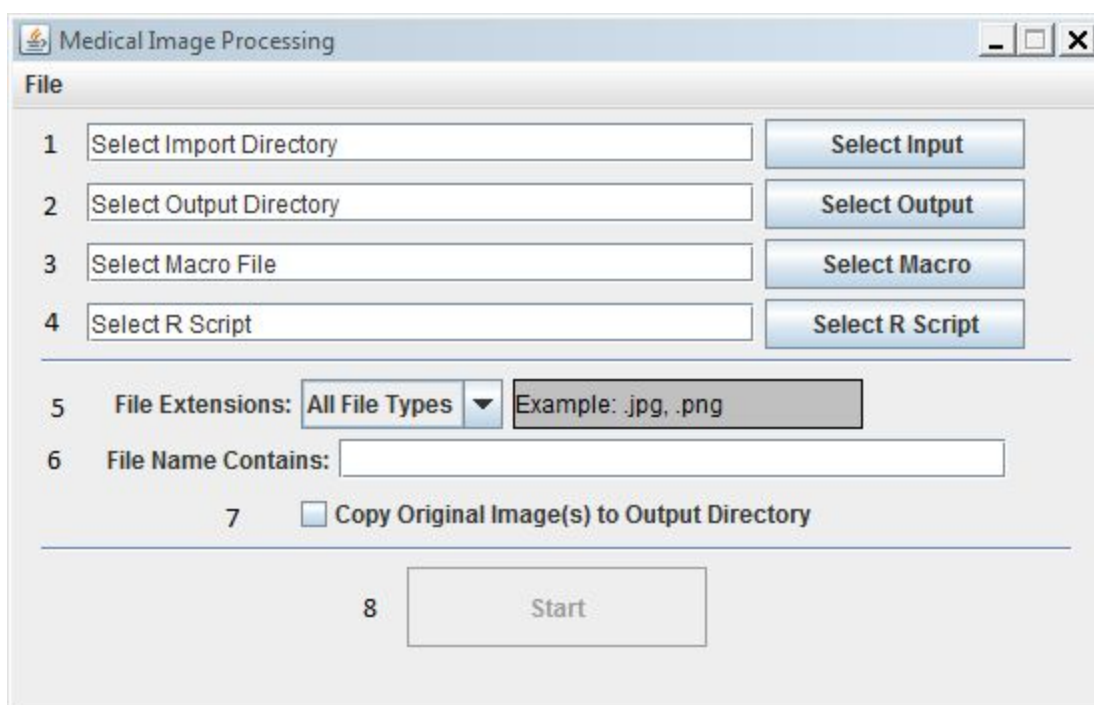 Medical Image Processing
File
1 Select Import Directory Select Input
2 Select Output Directory Select Output
3 Select Macro File Select Macro
4 Select R Script Select R Script
5 File Extensions: All File Types Example: .jpg, .png
6 File Name Contains:
7 Copy Original Image(s) to Output Directory
8 Start